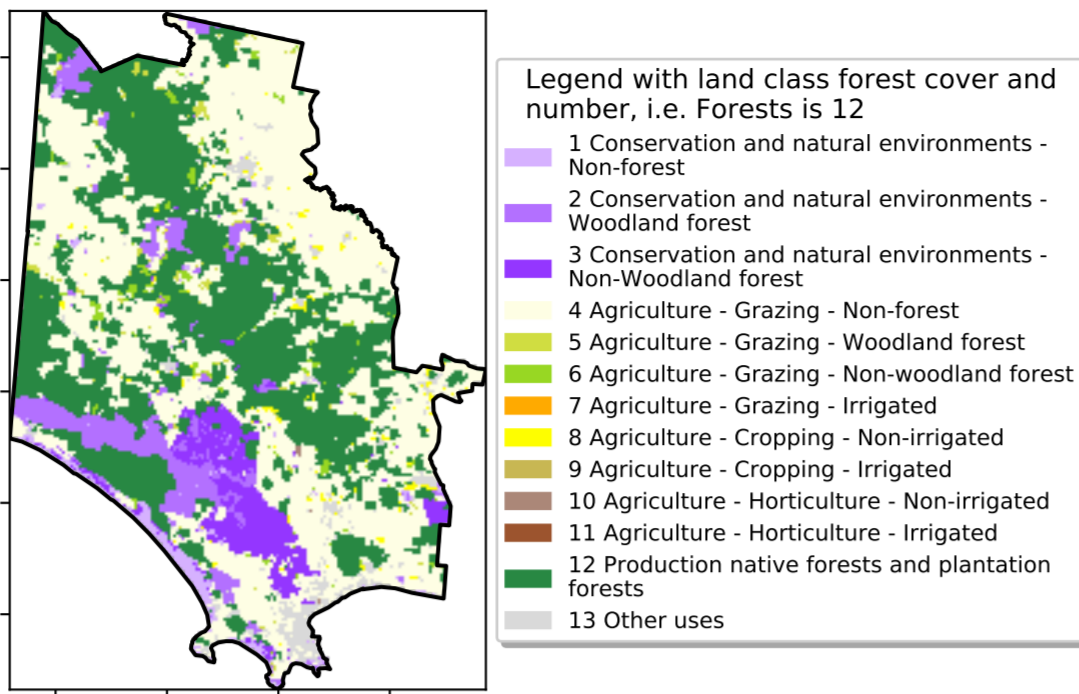 Legend with land class forest cover and
number, i.e. Forests is 12
1 Conservation and natural environments -
Non-forest
2 Conservation and natural environments -
Woodland forest
3 Conservation and natural environments -
Non-Woodland forest
4 Agriculture - Grazing - Non-forest
5 Agriculture - Grazing - Woodland forest
6 Agriculture - Grazing - Non-woodland forest
7 Agriculture - Grazing - Irrigated
8 Agriculture - Cropping - Non-irrigated
9 Agriculture - Cropping - Irrigated
10 Agriculture - Horticulture - Non-irrigated
11 Agriculture - Horticulture - Irrigated
12 Production native forests and plantation
forests
13 Other uses